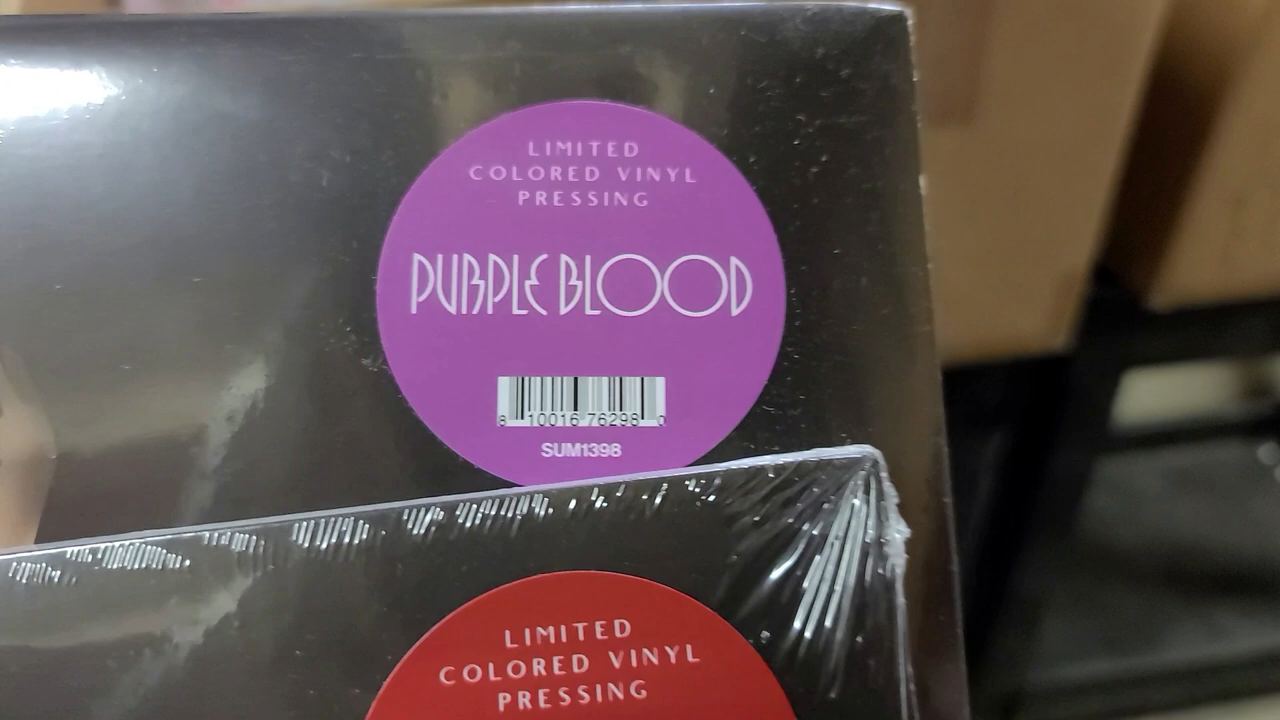 LIMITED
COLORED VINYL
PRESSING
PURPLE BLOOD
8 10016 76298 0
SUM1398
LIMITED
COLORED VINYL
PRESSING